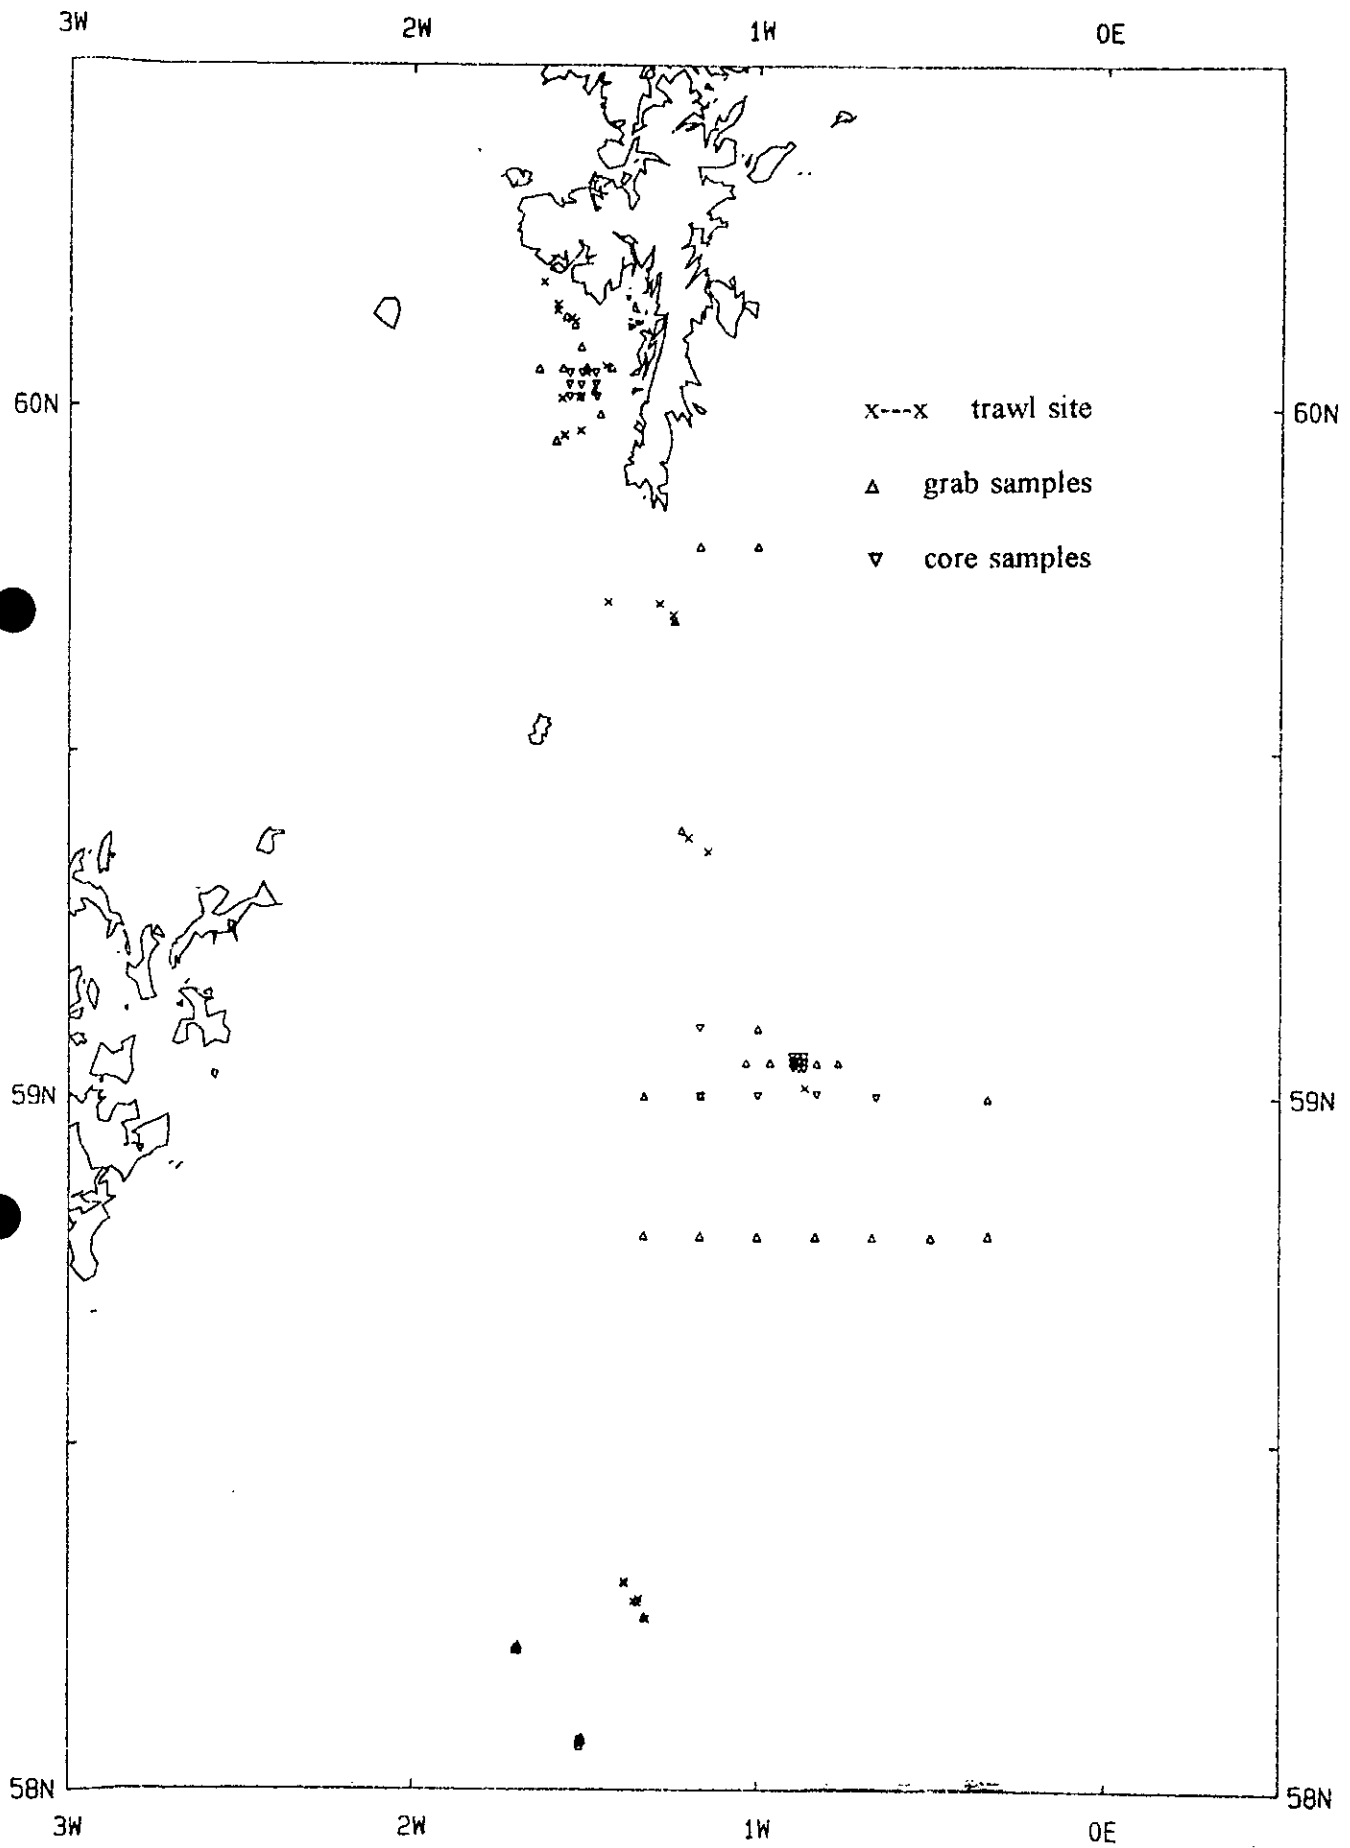 3W 2W 1W 0E
60N 60N
x---x trawl site
grab samples
core samples
59N 59N
58N 58N
3W 2W 1W 0E